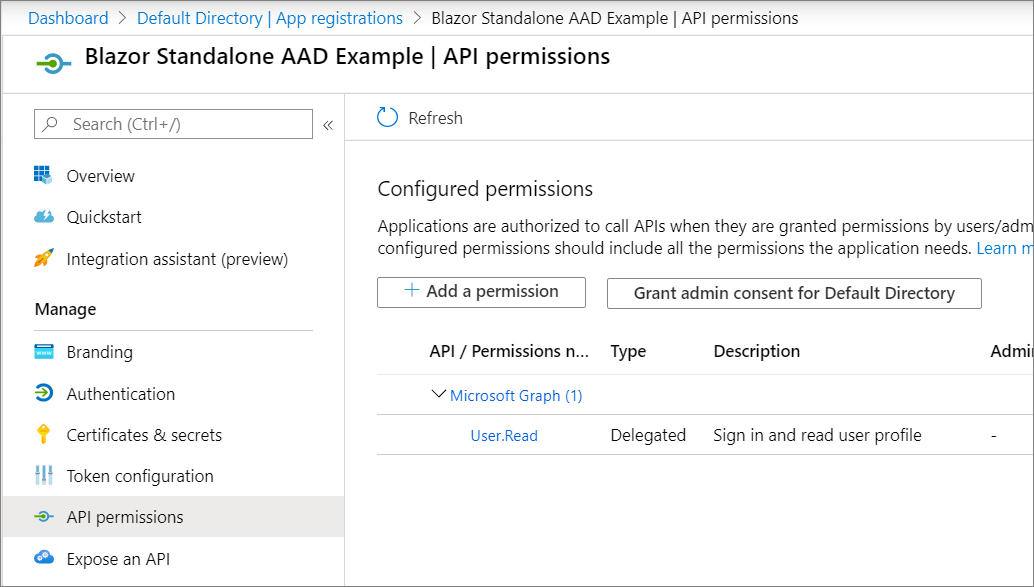 Dashboard > Default Directory | App registrations > Blazor Standalone AAD Example | API permissions
Blazor Standalone AAD Example | API permissions
Search (Ctrl+/)
«
Overview
Quickstart
Integration assistant (preview)
Manage
Branding
Authentication
Certificates & secrets
Token configuration
API permissions
Expose an API
Refresh
Configured permissions
Applications are authorized to call APIs when they are granted permissions by users/adm
configured permissions should include all the permissions the application needs. Learn m
+ Add a permission
Grant admin consent for Default Directory
API / Permissions n... Type Description Admi
Microsoft Graph (1)
User.Read Delegated Sign in and read user profile -